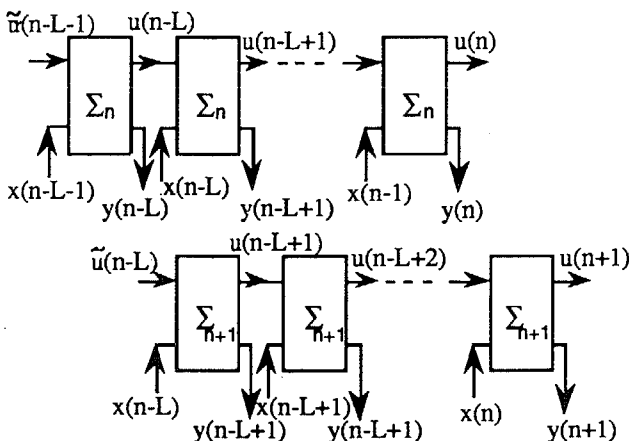 ũ(n-L-1) u(n-L) u(n-L+1) u(n)
Σn Σn Σn
x(n-L-1) x(n-L) x(n-1)
y(n-L) y(n-L+1) y(n)
ũ(n-L) u(n-L+1) u(n-L+2) u(n+1)
Σn+1 Σn+1 Σn+1
x(n-L) x(n-L+1) x(n)
y(n-L+1) y(n-L+1) y(n+1)